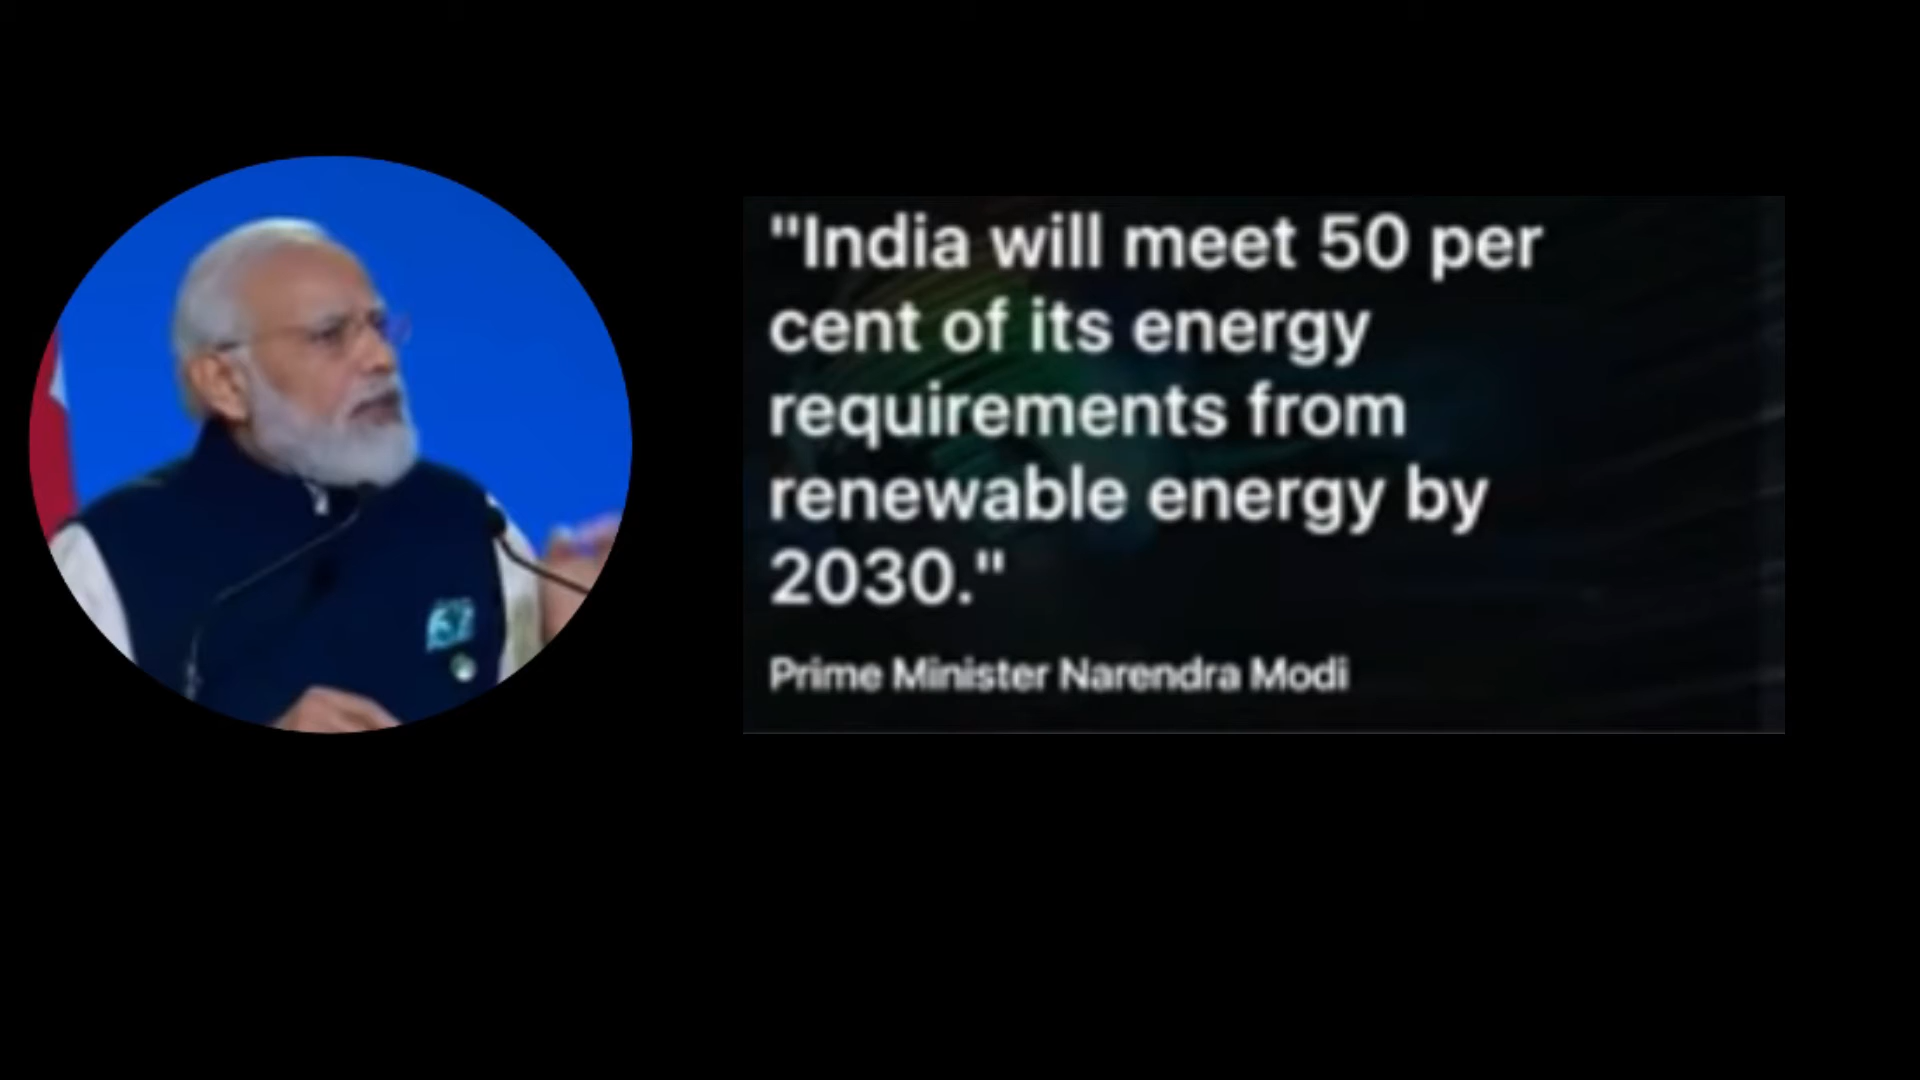 "India will meet 50 per
cent of its energy
requirements from
renewable energy by
2030."
Prime Minister Narendra Modi